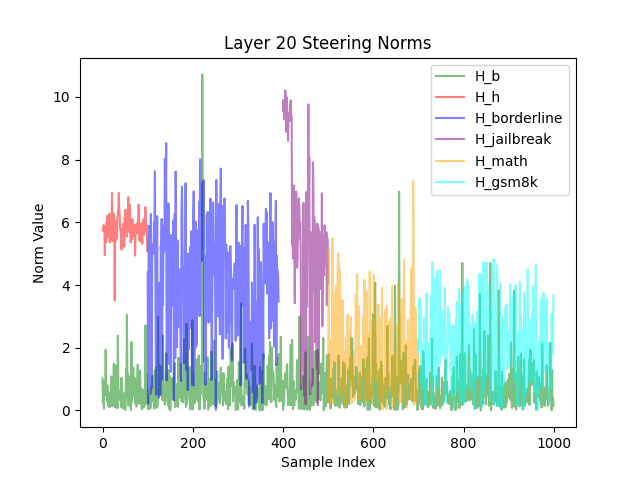 Layer 20 Steering Norms
H_b
H_h
H_borderline
H_jailbreak
H_math
H_gsm8k
Norm Value
10
8
6
4
2
0
0 200 400 600 800 1000
Sample Index